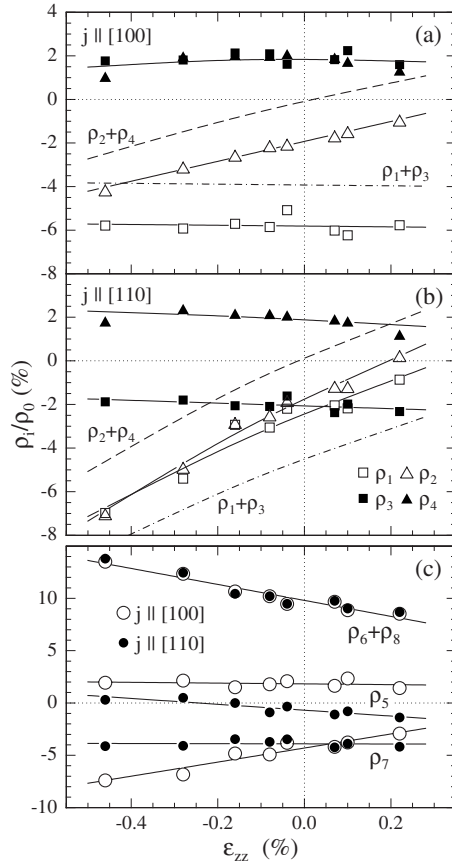 j || [100]
(a)
4
2
0
-2
-4
-6
-8
ρ₂+ρ₄
ρ₁+ρ₃
j || [110]
(b)
2
0
-2
-4
-6
-8
ρᵢ/ρ₀ (%)
ρ₂+ρ₄
ρ₁+ρ₃
ρ₁ ρ₂
ρ₃ ρ₄
(c)
10
5
0
-5
-10
j || [100]
j || [110]
ρ₆+ρ₈
ρ₅
ρ₇
-0.4 -0.2 0.0 0.2
ε_zz (%)